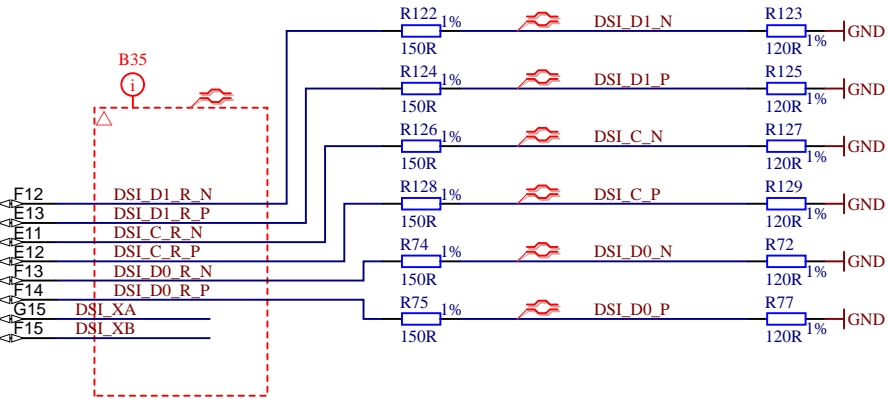 R122 1% DSI_D1_N R123
150R 120R 1% GND
B35
i
R124 1% DSI_D1_P R125
150R 120R 1% GND
R126 1% DSI_C_N R127
150R 120R 1% GND
R128 1% DSI_C_P R129
150R 120R 1% GND
F12 DSI_D1_R_N
E13 DSI_D1_R_P
E11 DSI_C_R_N
E12 DSI_C_R_P
F13 DSI_D0_R_N
F14 DSI_D0_R_P
G15 DSI_XA
F15 DSI_XB
R74 1% DSI_D0_N R72
150R 120R 1% GND
R75 1% DSI_D0_P R77
150R 120R 1% GND